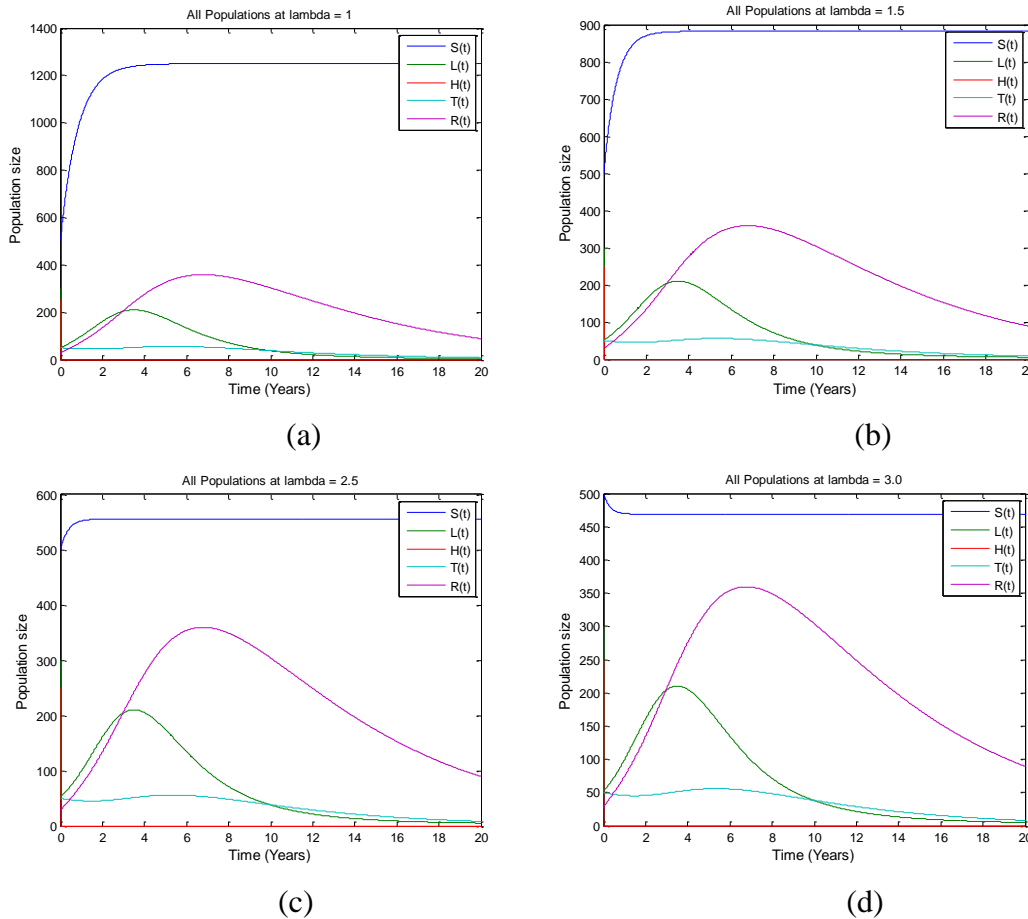 All Populations at lambda = 1
1400
1200
1000
800
600
400
200
0
Population size
0 2 4 6 8 10 12 14 16 18 20
Time (Years)
S(t)
L(t)
H(t)
T(t)
R(t)
(a)
All Populations at lambda = 1.5
900
800
700
600
500
400
300
200
100
0
Population size
0 2 4 6 8 10 12 14 16 18 20
Time (Years)
S(t)
L(t)
H(t)
T(t)
R(t)
(b)
All Populations at lambda = 2.5
600
500
400
300
200
100
0
Population size
0 2 4 6 8 10 12 14 16 18 20
Time (Years)
S(t)
L(t)
H(t)
T(t)
R(t)
(c)
All Populations at lambda = 3.0
500
450
400
350
300
250
200
150
100
50
0
Population size
0 2 4 6 8 10 12 14 16 18 20
Time (Years)
S(t)
L(t)
H(t)
T(t)
R(t)
(d)